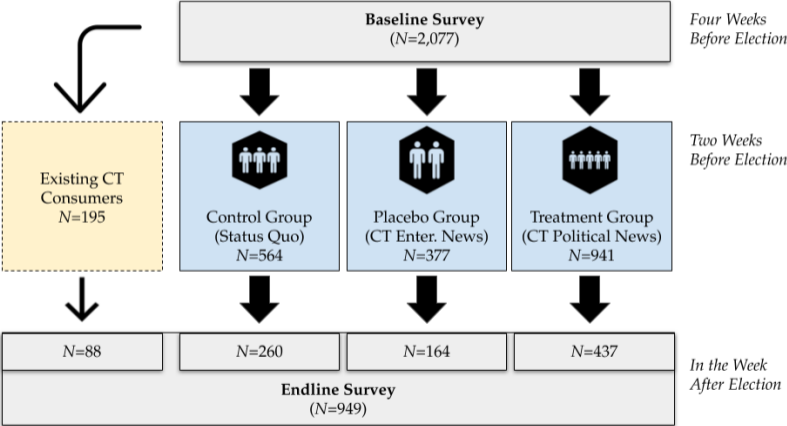 Baseline Survey
(N=2,077)
Four Weeks
Before Election
Existing CT
Consumers
N=195
Control Group
(Status Quo)
N=564
Placebo Group
(CT Enter. News)
N=377
Treatment Group
(CT Political News)
N=941
Two Weeks
Before Election
N=88
N=260
N=164
N=437
Endline Survey
(N=949)
In the Week
After Election